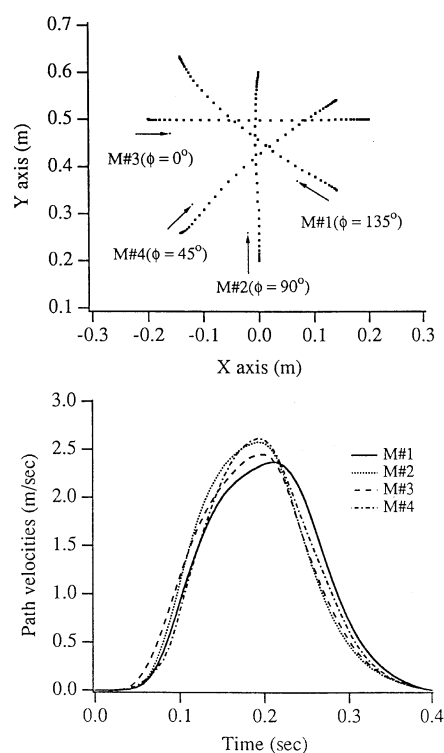 0.7
0.6
0.5
0.4
0.3
0.2
0.1
Y axis (m)
M#3(ϕ = 0°)
M#1(ϕ = 135°)
M#4(ϕ = 45°)
M#2(ϕ = 90°)
-0.3 -0.2 -0.1 0.0 0.1 0.2 0.3
X axis (m)
3.0
2.5
2.0
1.5
1.0
0.5
0.0
Path velocities (m/sec)
M#1
M#2
M#3
M#4
0.0 0.1 0.2 0.3 0.4
Time (sec)